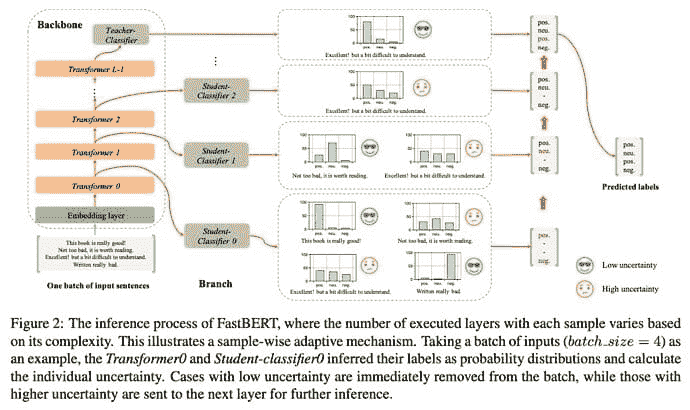 Backbone
Teacher-Classifier
Transformer L-1
Transformer 2
Transformer 1
Transformer 0
Embedding layer
This book is really good!
Not too bad, it is worth reading.
Excellent! but a bit difficult to understand.
Written really bad.
One batch of input sentences
Student-Classifier 2
Student-Classifier 1
Student-Classifier 0
Branch
100
50
0
pos. neu. neg.
Excellent! but a bit difficult to understand.
100
50
0
pos. neu. neg.
Excellent! but a bit difficult to understand.
100
50
0
pos. neu. neg.
Not too bad, it is worth reading.
100
50
0
pos. neu. neg.
Excellent! but a bit difficult to understand.
100
50
0
pos. neu. neg.
This book is really good!
100
50
0
pos. neu. neg.
Not too bad, it is worth reading.
100
50
0
pos. neu. neg.
Excellent! but a bit difficult to understand.
100
50
0
pos. neu. neg.
Written really bad.
pos.
neu.
pos.
neg.
pos.
neu.
-
neg.
pos.
neu.
-
neg.
pos.
-
-
neg.
pos.
neu.
pos.
neg.
Predicted labels
Low uncertainty
High uncertainty
Figure 2: The inference process of FastBERT, where the number of executed layers with each sample varies based
on its complexity. This illustrates a sample-wise adaptive mechanism. Taking a batch of inputs (batch_size = 4) as
an example, the Transformer0 and Student-classifier0 inferred their labels as probability distributions and calculate
the individual uncertainty. Cases with low uncertainty are immediately removed from the batch, while those with
higher uncertainty are sent to the next layer for further inference.